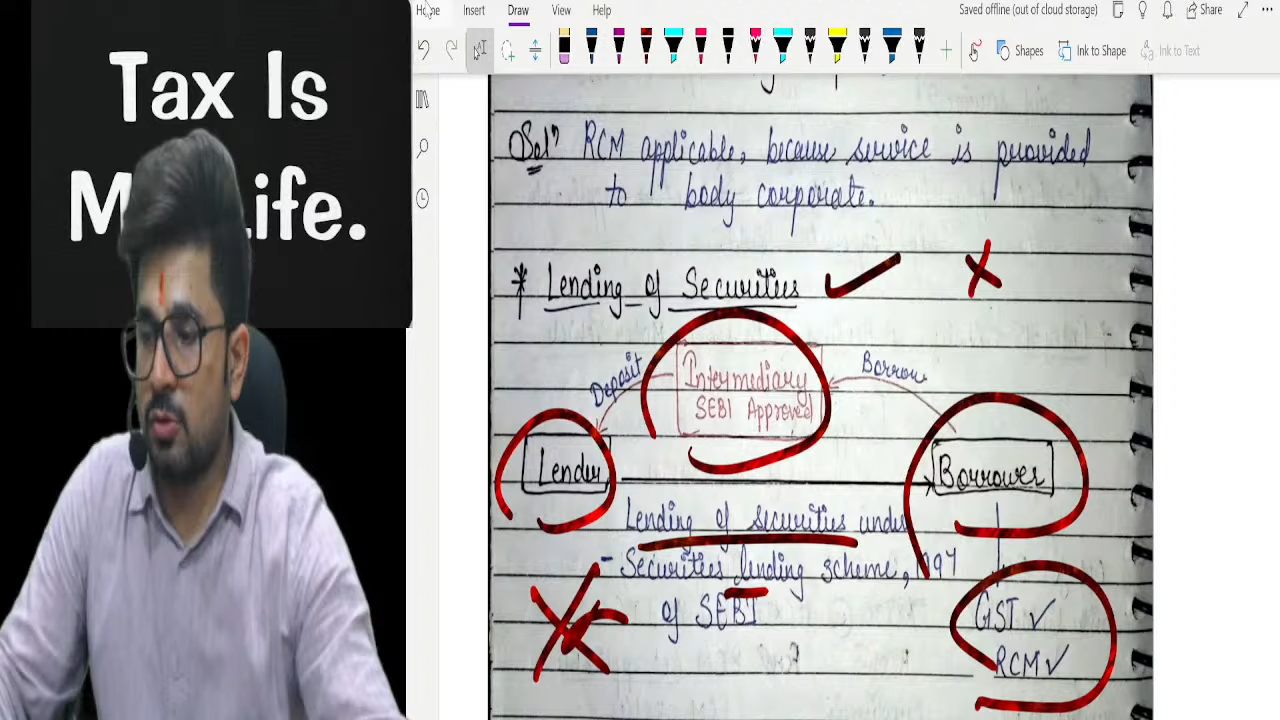 Home Insert Draw View Help
Saved offline (out of cloud storage)
Share
Shapes
Ink to Shape
Ink to Text
Tax Is
M Life.
Sol" RCM applicable, because service is provided
to body corporate.
* Lending of Securities
Intermediary
SEBI Approved
Deposit
Borrow
Lender
Borrower
Lending of securities under
- Securities lending scheme, 1997
of SEBI
GST ✓
RCM ✓